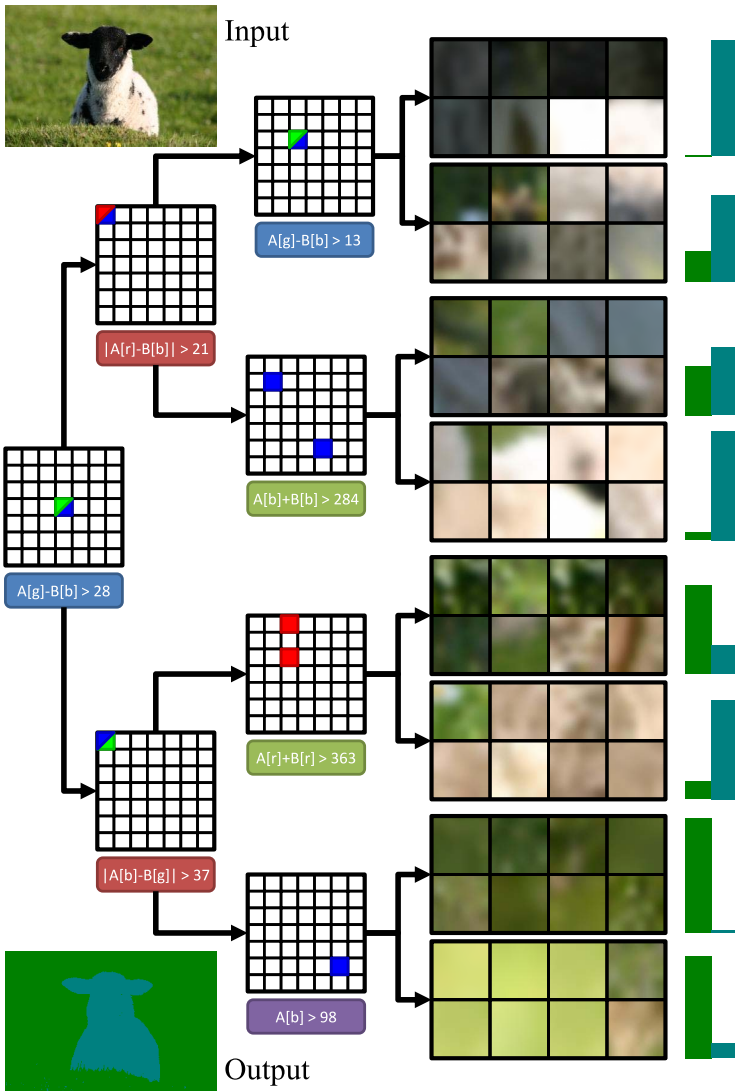 Input
A[g]-B[b] > 13
|A[r]-B[b]| > 21
A[b]+B[b] > 284
A[g]-B[b] > 28
A[r]+B[r] > 363
|A[b]-B[g]| > 37
A[b] > 98
Output